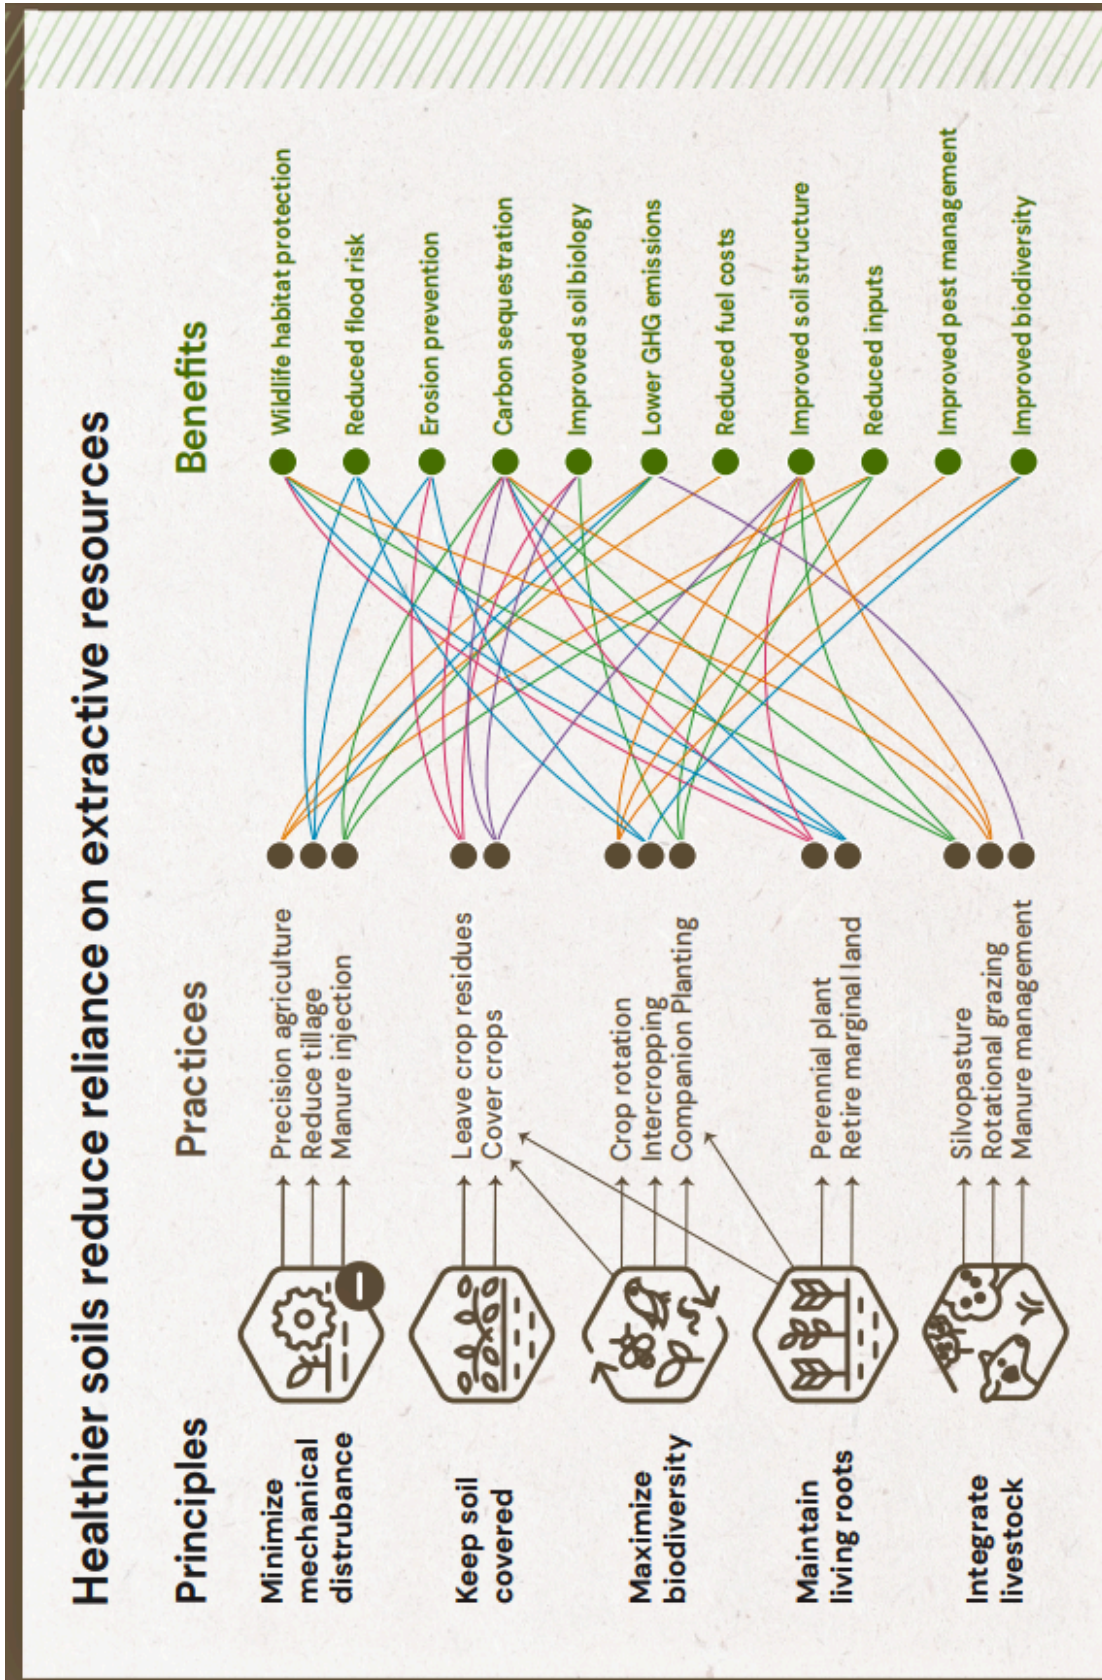 Healthier soils reduce reliance on extractive resources
Principles
Practices
Benefits
Minimize
mechanical
distrubance
Keep soil
covered
Maximize
biodiversity
Maintain
living roots
Integrate
livestock
Precision agriculture
Reduce tillage
Manure injection
Leave crop residues
Cover crops
Crop rotation
Intercropping
Companion Planting
Perennial plant
Retire marginal land
Silvopasture
Rotational grazing
Manure management
Wildlife habitat protection
Reduced flood risk
Erosion prevention
Carbon sequestration
Improved soil biology
Lower GHG emissions
Reduced fuel costs
Improved soil structure
Reduced inputs
Improved pest management
Improved biodiversity